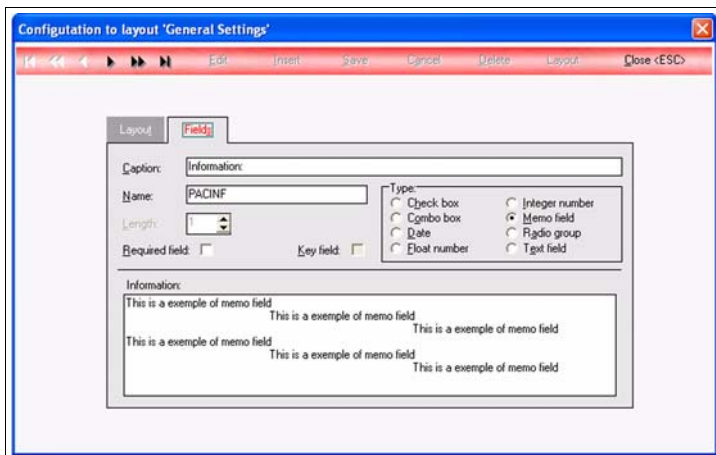 Configutation to layout 'General Settings'
Edit Insert Save Cancel Delete Layout Close <ESC>
Layout Fields
Caption: Information:
Name: PACINF
Length: 1
Required field: Key field:
Type:
Check box Integer number
Combo box Memo field
Date Radio group
Float number Text field
Information:
This is a exemple of memo field
This is a exemple of memo field
This is a exemple of memo field
This is a exemple of memo field
This is a exemple of memo field
This is a exemple of memo field